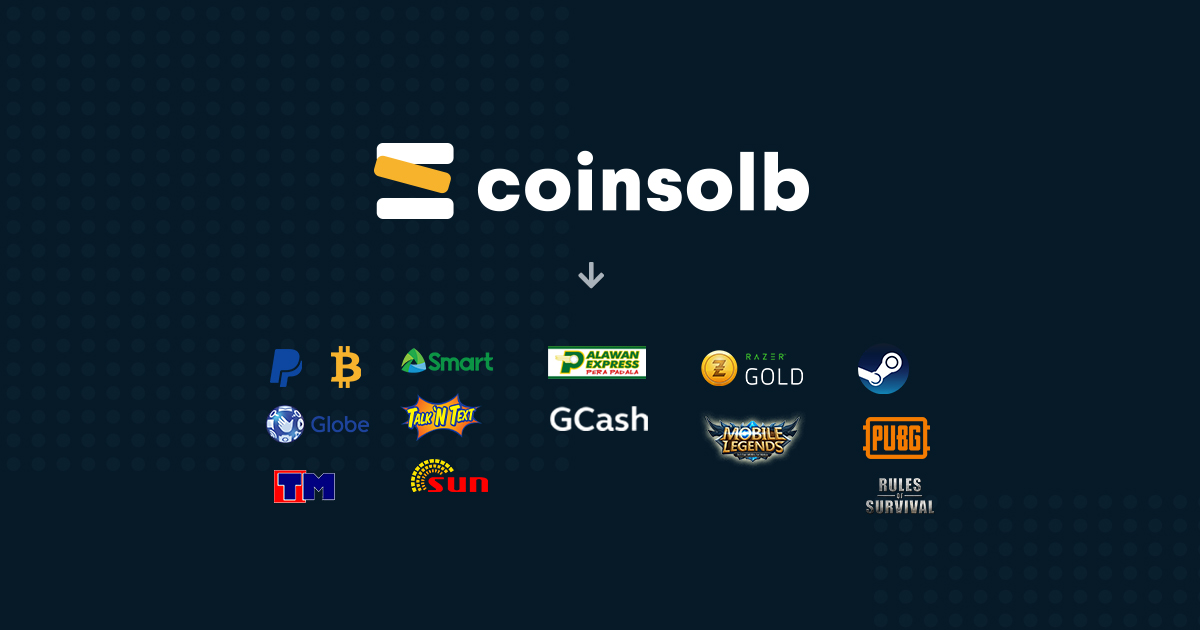 coinsolb
Smart
PALAWAN
EXPRESS
PERA PADALA
RAZER
GOLD
Globe
TALK 'N TEXT
GCash
MOBILE
LEGENDS
PUBG
TM
sun
RULES
OF
SURVIVAL